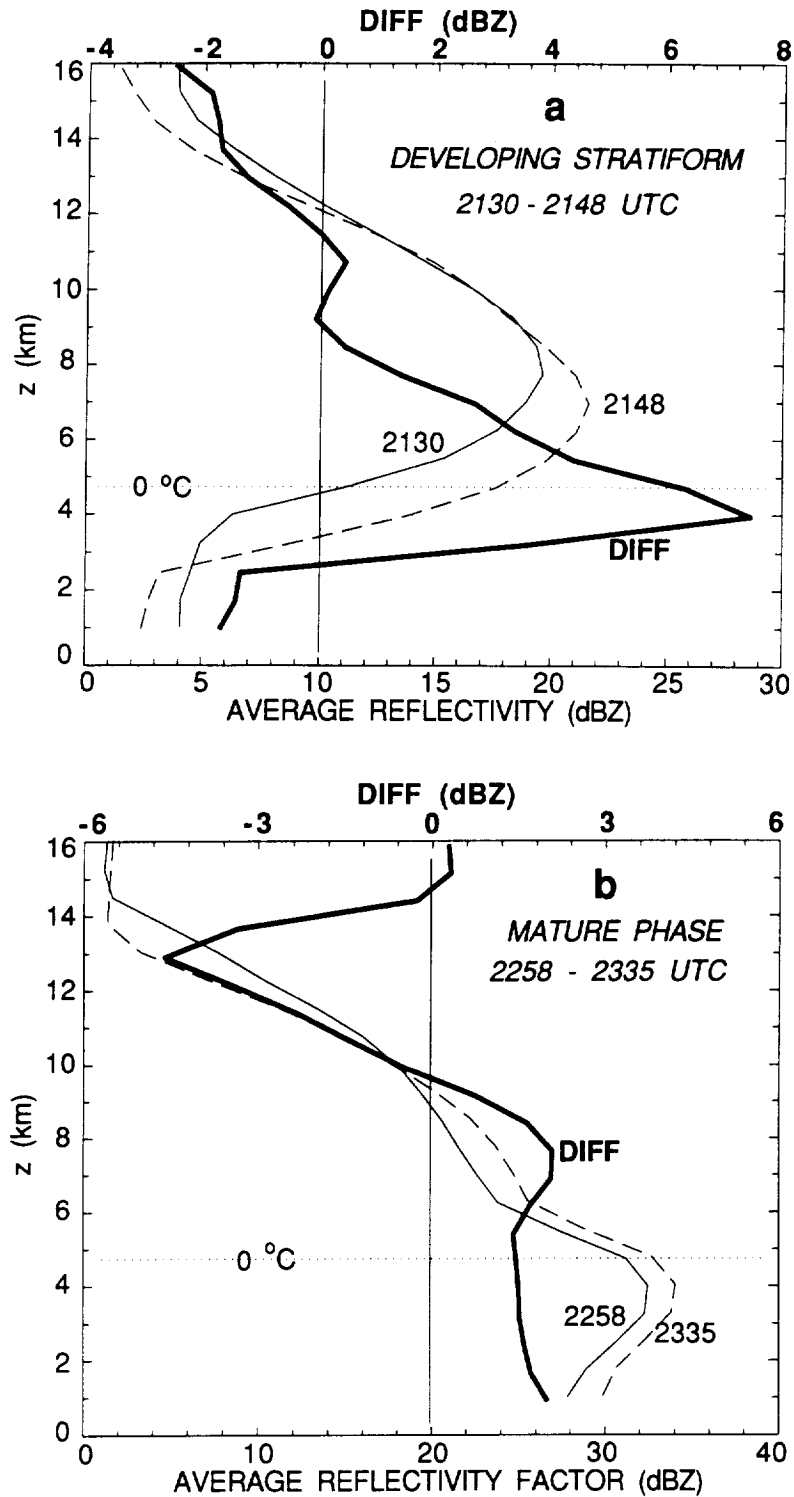 DIFF (dBZ)
-4 -2 0 2 4 6 8
16
a
DEVELOPING STRATIFORM
2130 - 2148 UTC
14
12
10
z (km)
8
2148
2130
6
0 °C
4
DIFF
2
0
0 5 10 15 20 25 30
AVERAGE REFLECTIVITY (dBZ)
DIFF (dBZ)
-6 -3 0 3 6
16
b
MATURE PHASE
2258 - 2335 UTC
14
12
10
z (km)
8
DIFF
6
0 °C
4
2258
2335
2
0
0 10 20 30 40
AVERAGE REFLECTIVITY FACTOR (dBZ)